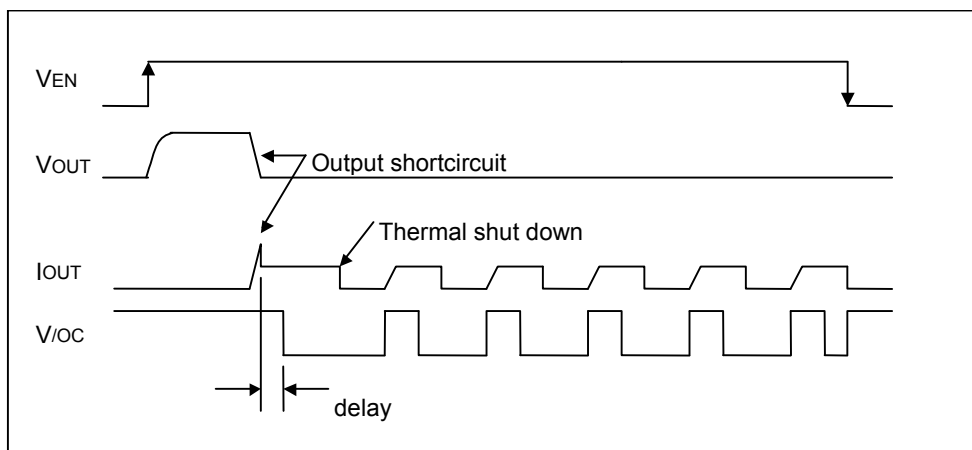 VEN
VOUT
Output shortcircuit
Thermal shut down
IOUT
V/OC
delay